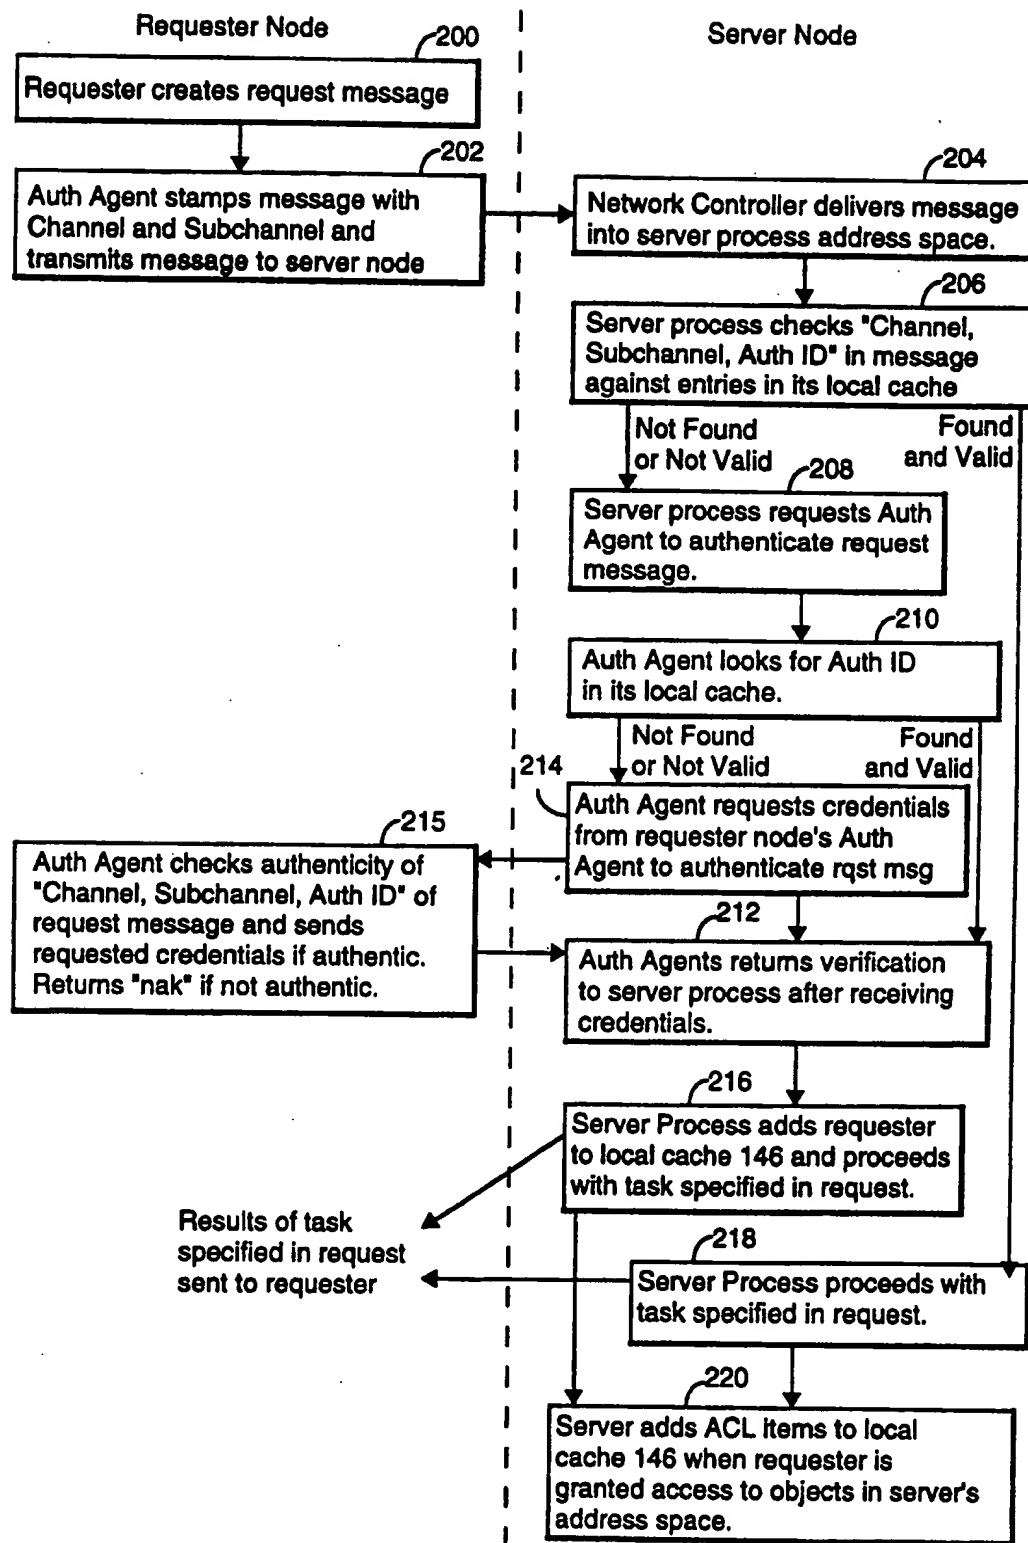 Requester Node
Server Node
200
Requester creates request message
202
Auth Agent stamps message with
Channel and Subchannel and
transmits message to server node
204
Network Controller delivers message
into server process address space.
206
Server process checks "Channel,
Subchannel, Auth ID" in message
against entries in its local cache
Not Found
or Not Valid
Found
and Valid
208
Server process requests Auth
Agent to authenticate request
message.
210
Auth Agent looks for Auth ID
in its local cache.
Not Found
or Not Valid
Found
and Valid
214
Auth Agent requests credentials
from requester node's Auth
Agent to authenticate rqst msg
215
Auth Agent checks authenticity of
"Channel, Subchannel, Auth ID" of
request message and sends
requested credentials if authentic.
Returns "nak" if not authentic.
212
Auth Agents returns verification
to server process after receiving
credentials.
216
Server Process adds requester
to local cache 146 and proceeds
with task specified in request.
Results of task
specified in request
sent to requester
218
Server Process proceeds with
task specified in request.
220
Server adds ACL items to local
cache 146 when requester is
granted access to objects in server's
address space.